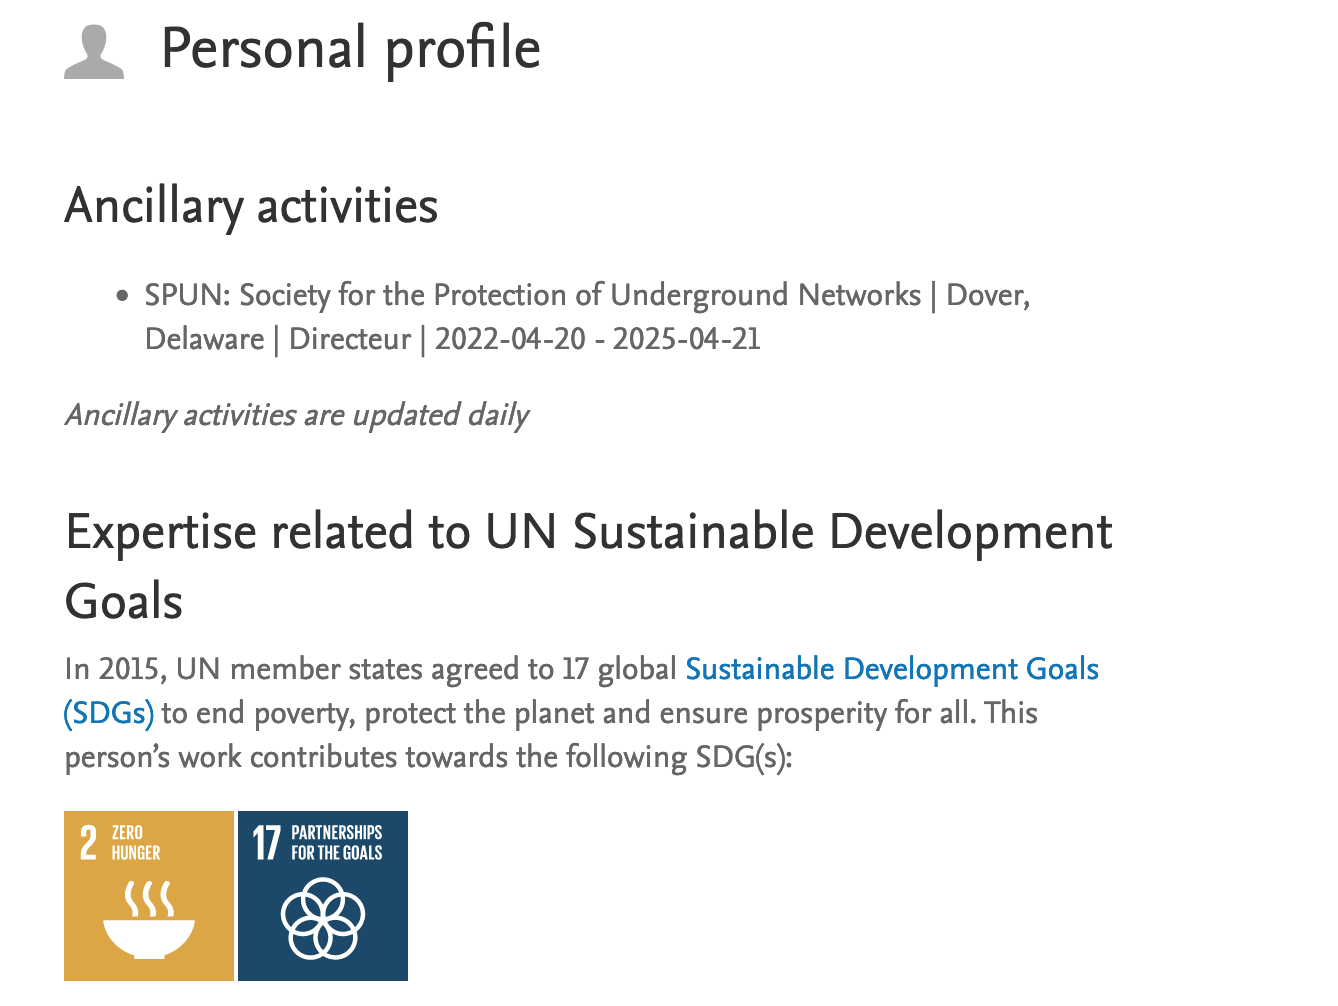 Personal profile
Ancillary activities
• SPUN: Society for the Protection of Underground Networks | Dover,
Delaware | Directeur | 2022-04-20 - 2025-04-21
Ancillary activities are updated daily
Expertise related to UN Sustainable Development
Goals
In 2015, UN member states agreed to 17 global Sustainable Development Goals
(SDGs) to end poverty, protect the planet and ensure prosperity for all. This
person’s work contributes towards the following SDG(s):
2 ZERO
HUNGER
17 PARTNERSHIPS
FOR THE GOALS